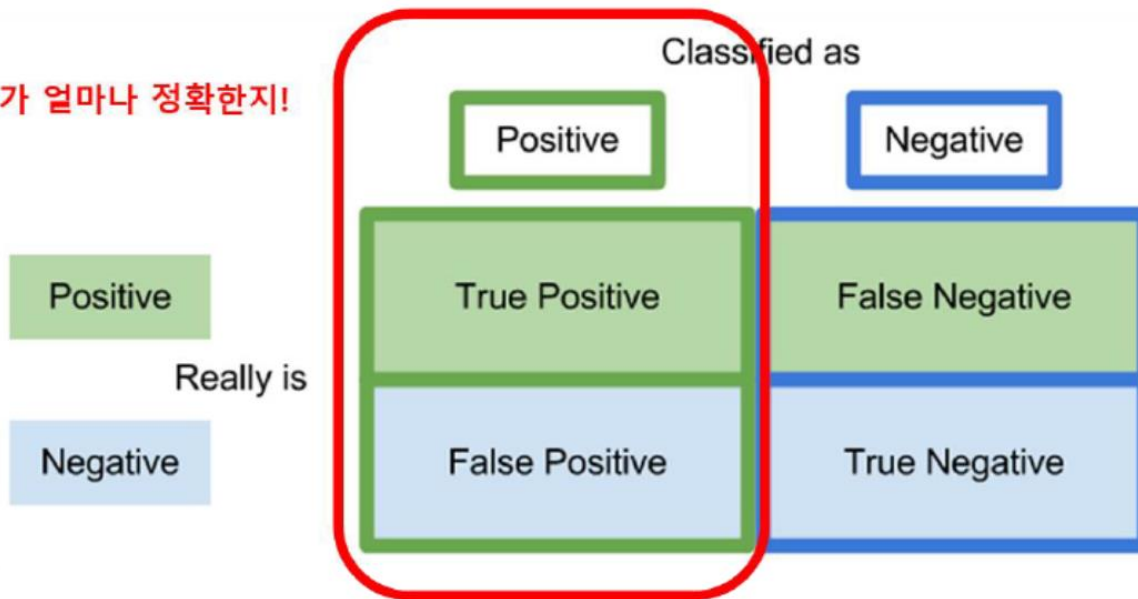 Classified as
가 얼마나 정확한지!
Positive Negative
Positive True Positive False Negative
Really is
Negative False Positive True Negative